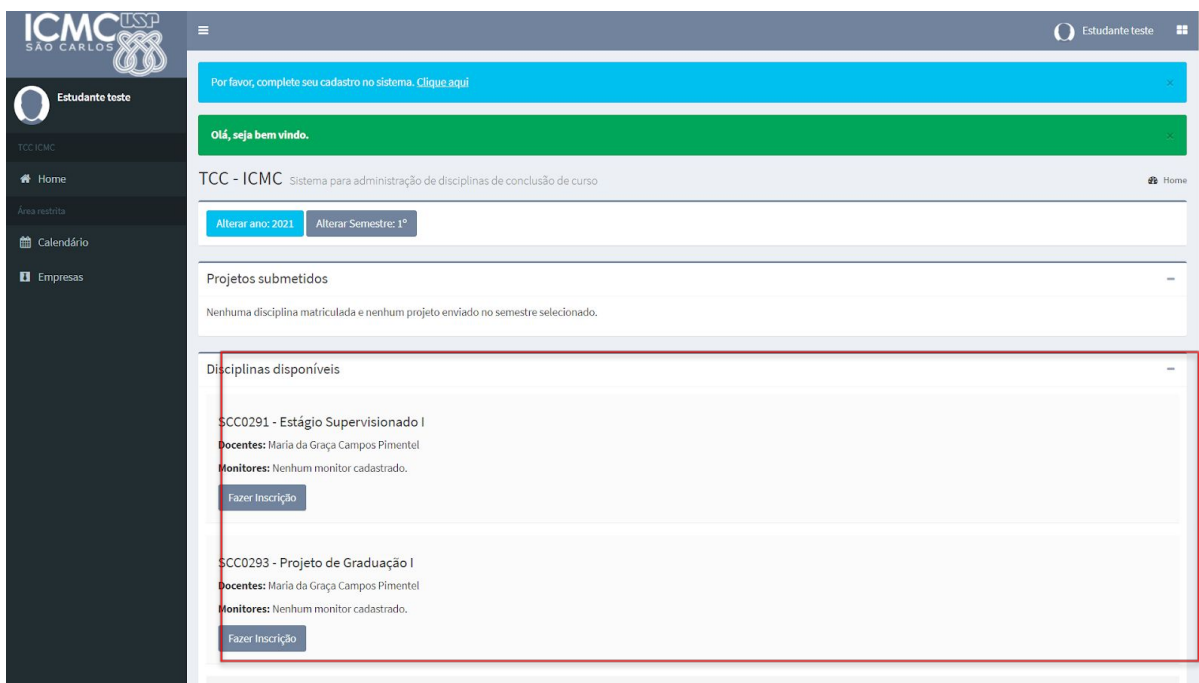 ICMC USP
SÃO CARLOS
Estudante teste
Estudante teste
TCC ICMC
Home
Área restrita
Calendário
Empresas
Por favor, complete seu cadastro no sistema. Clique aqui ×
Olá, seja bem vindo. ×
TCC - ICMC Sistema para administração de disciplinas de conclusão de curso
Home
Alterar ano: 2021 Alterar Semestre: 1º
Projetos submetidos
Nenhuma disciplina matriculada e nenhum projeto enviado no semestre selecionado.
Disciplinas disponíveis
SCC0291 - Estágio Supervisionado I
Docentes: Maria da Graça Campos Pimentel
Monitores: Nenhum monitor cadastrado.
Fazer Inscrição
SCC0293 - Projeto de Graduação I
Docentes: Maria da Graça Campos Pimentel
Monitores: Nenhum monitor cadastrado.
Fazer Inscrição